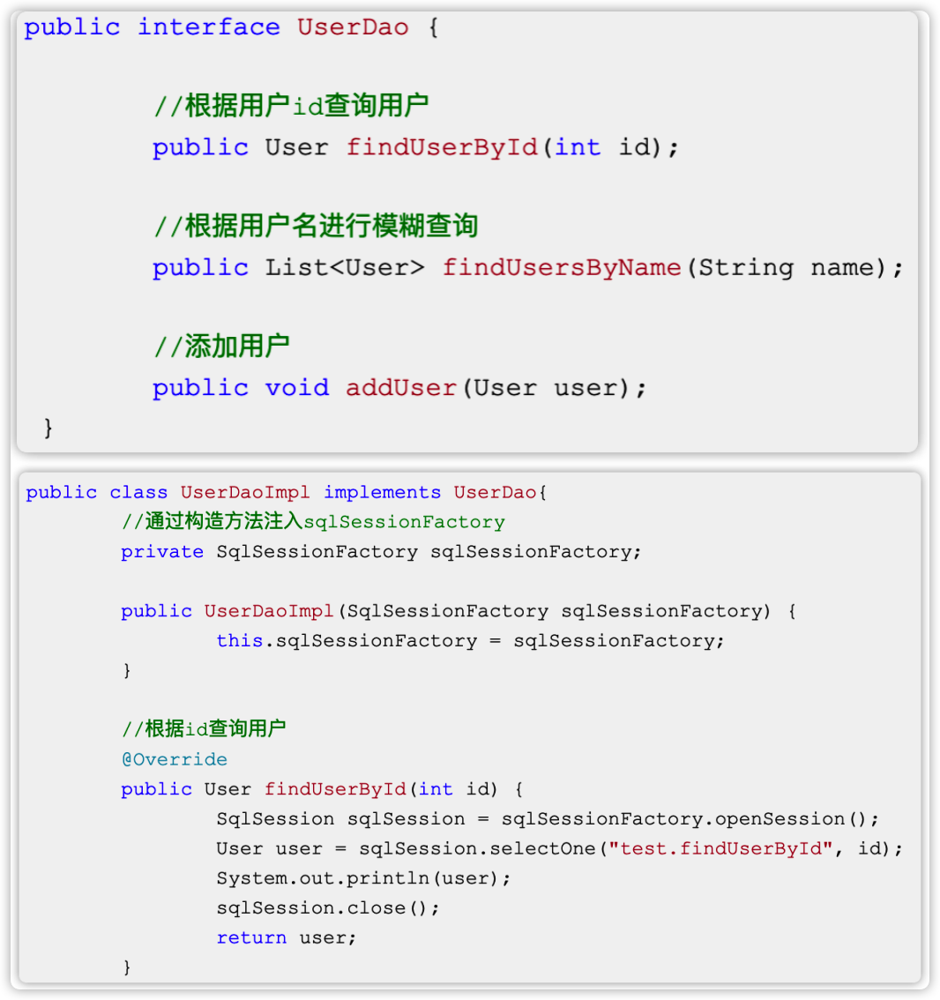 public interface UserDao {
//根据用户id查询用户
public User findUserById(int id);
//根据用户名进行模糊查询
public List<User> findUsersByName(String name);
//添加用户
public void addUser(User user);
}
public class UserDaoImpl implements UserDao{
//通过构造方法注入sqlSessionFactory
private SqlSessionFactory sqlSessionFactory;
public UserDaoImpl(SqlSessionFactory sqlSessionFactory) {
this.sqlSessionFactory = sqlSessionFactory;
}
//根据id查询用户
@Override
public User findUserById(int id) {
SqlSession sqlSession = sqlSessionFactory.openSession();
User user = sqlSession.selectOne("test.findUserById", id);
System.out.println(user);
sqlSession.close();
return user;
}